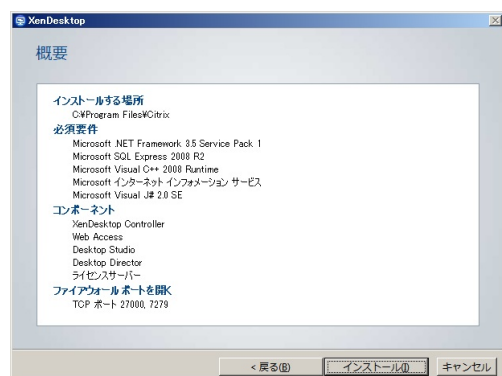 XenDesktop
概要
インストールする場所
C:¥Program Files¥Citrix
必須要件
Microsoft .NET Framework 3.5 Service Pack 1
Microsoft SQL Express 2008 R2
Microsoft Visual C++ 2008 Runtime
Microsoft インターネット インフォメーション サービス
Microsoft Visual J# 2.0 SE
コンポーネント
XenDesktop Controller
Web Access
Desktop Studio
Desktop Director
ライセンスサーバー
ファイアウォール ポートを開く
TCP ポート 27000, 7279
< 戻る(B) インストール(I) キャンセル